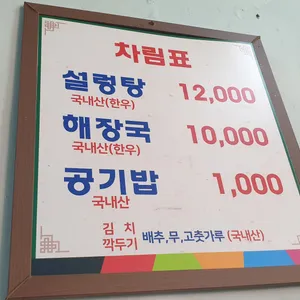 차림표
설렁탕 12,000
국내산(한우)
해장국 10,000
국내산(한우)
공기밥 1,000
국내산
김치
깍두기 배추,무,고춧가루(국내산)